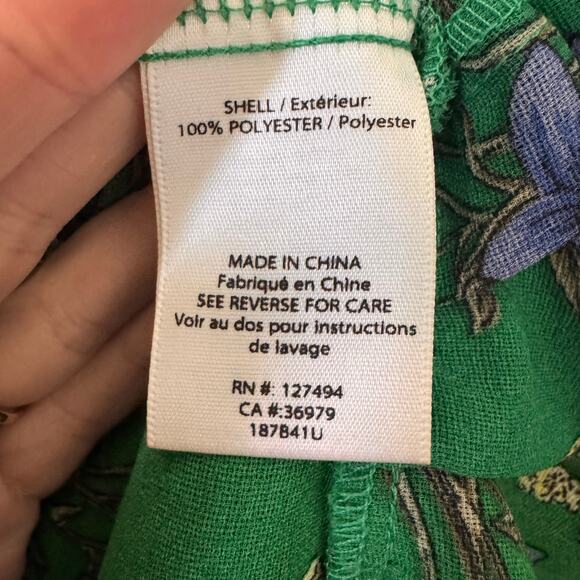 SHELL / Extérieur:
100% POLYESTER / Polyester
MADE IN CHINA
Fabriqué en Chine
SEE REVERSE FOR CARE
Voir au dos pour instructions
de lavage
RN #: 127494
CA #:36979
187B41U